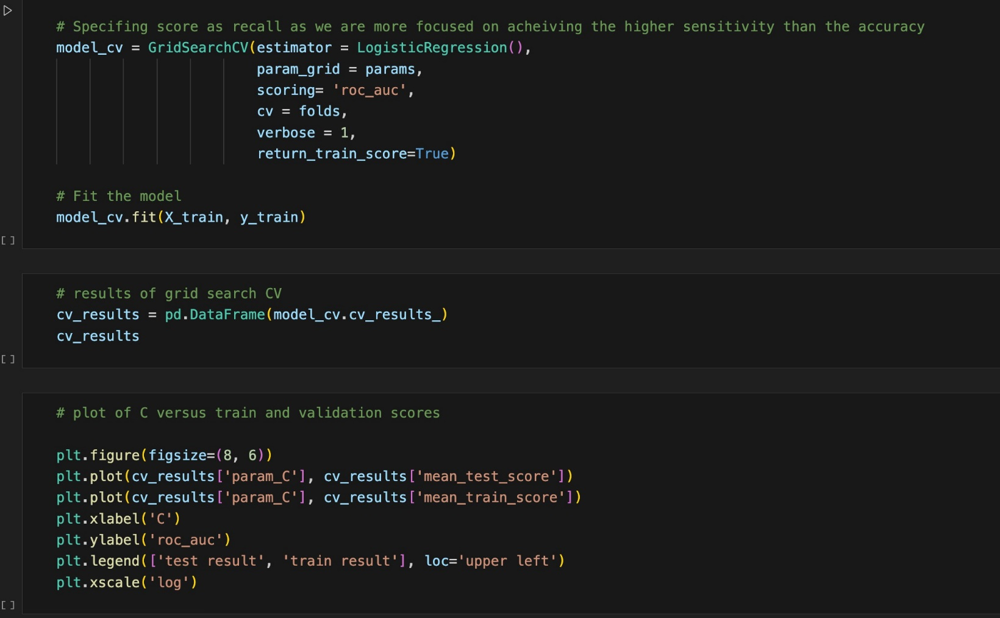 # Specifing score as recall as we are more focused on acheiving the higher sensitivity than the accuracy
model_cv = GridSearchCV(estimator = LogisticRegression(),
param_grid = params,
scoring= 'roc_auc',
cv = folds,
verbose = 1,
return_train_score=True)
# Fit the model
model_cv.fit(X_train, y_train)
[ ]
# results of grid search CV
cv_results = pd.DataFrame(model_cv.cv_results_)
cv_results
[ ]
# plot of C versus train and validation scores
plt.figure(figsize=(8, 6))
plt.plot(cv_results['param_C'], cv_results['mean_test_score'])
plt.plot(cv_results['param_C'], cv_results['mean_train_score'])
plt.xlabel('C')
plt.ylabel('roc_auc')
plt.legend(['test result', 'train result'], loc='upper left')
plt.xscale('log')
[ ]